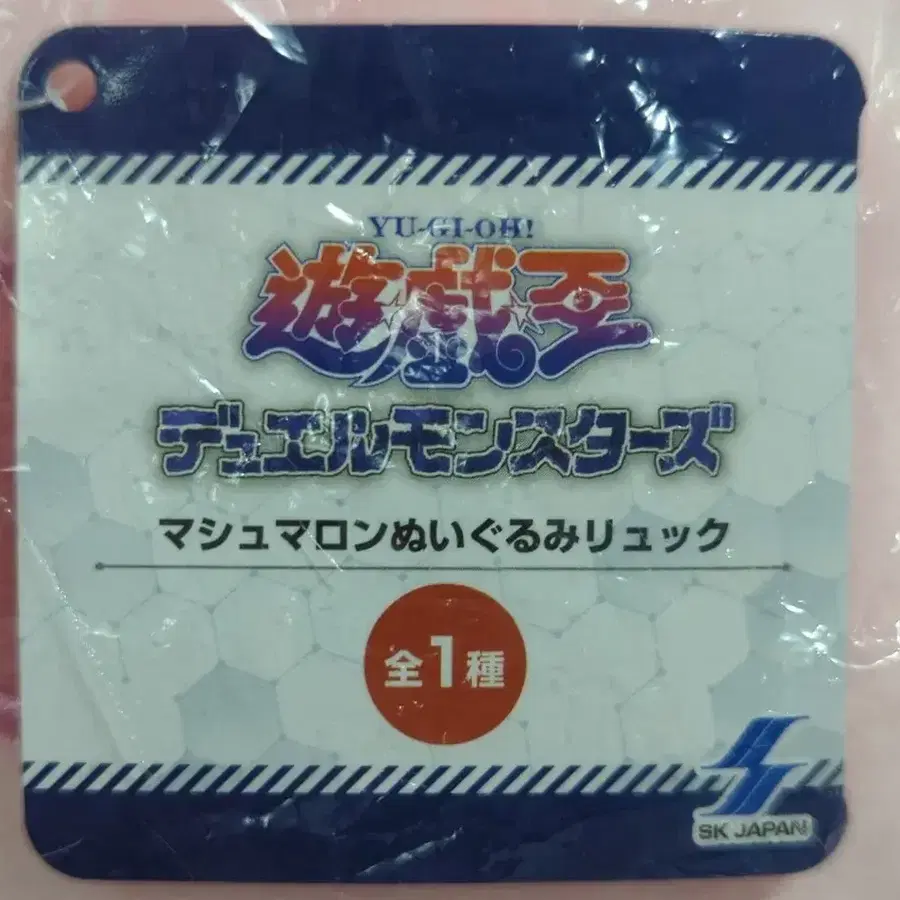 YU-GI-OH!
遊☆戯☆王
デュエルモンスターズ
マシュマロンぬいぐるみリュック
全1種
SK JAPAN